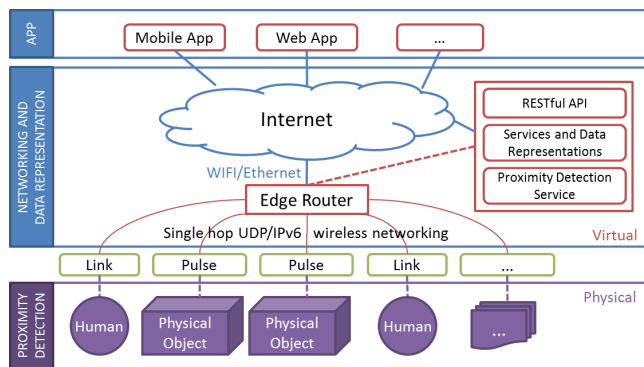 APP
Mobile App
Web App
...
NETWORKING AND
DATA REPRESENTATION
Internet
RESTful API
Services and Data
Representations
Proximity Detection
Service
WIFI/Ethernet
Edge Router
Single hop UDP/IPv6 wireless networking
Virtual
Link
Pulse
Pulse
Link
...
PROXIMITY
DETECTION
Physical
Human
Physical
Object
Physical
Object
Human
...